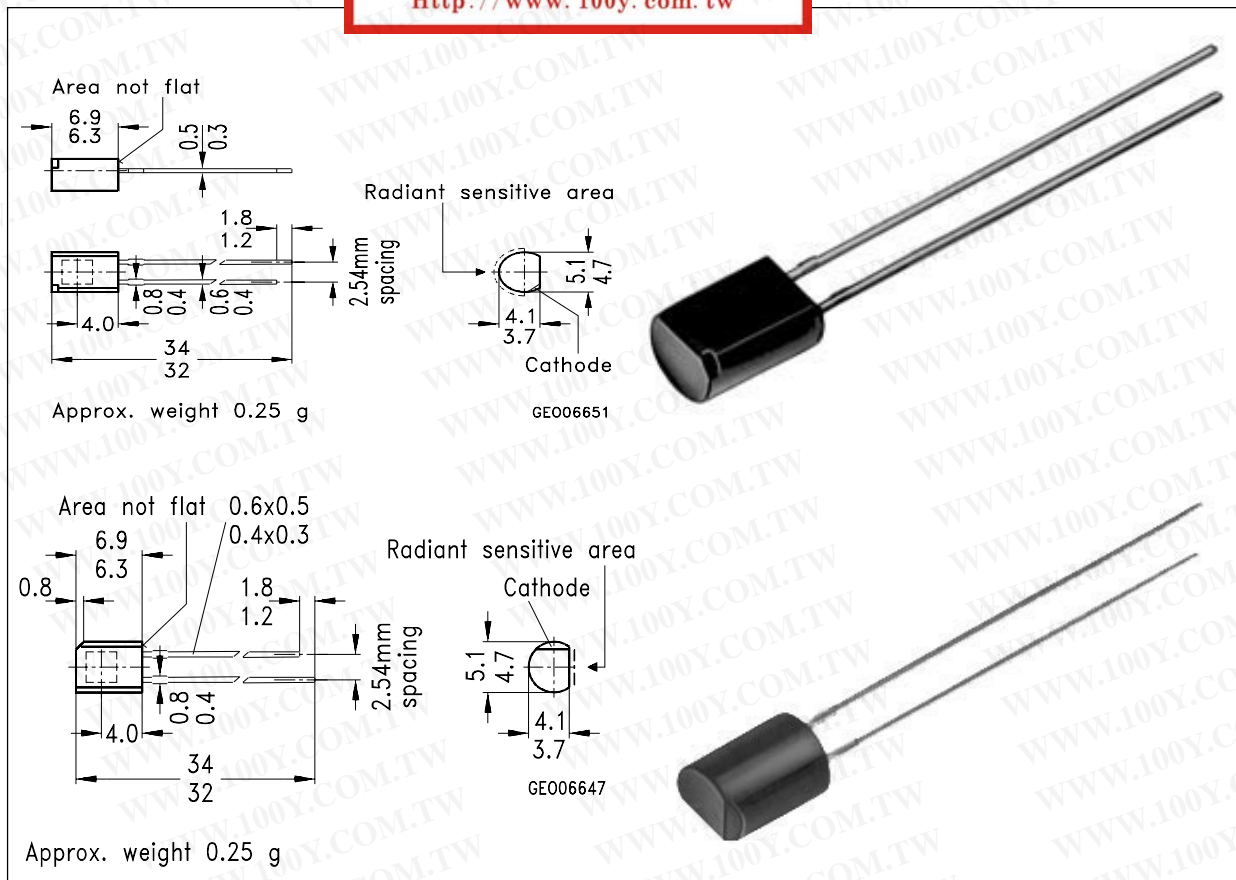 Http://www. 100y. com. tw
Area not flat
6.9
6.3
0.5
0.3
Radiant sensitive area
1.8
1.2
2.54mm
spacing
0.8
0.4
0.6
0.4
4.0
34
32
5.1
4.7
4.1
3.7
Cathode
Approx. weight 0.25 g
GEO06651
Area not flat
0.6x0.5
0.4x0.3
6.9
6.3
0.8
1.8
1.2
Radiant sensitive area
Cathode
2.54mm
spacing
0.8
0.4
4.0
34
32
5.1
4.7
4.1
3.7
GEO06647
Approx. weight 0.25 g
WWW.100Y.COM.TW